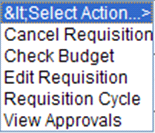 &lt;Select Action...>
Cancel Requisition
Check Budget
Edit Requisition
Requisition Cycle
View Approvals